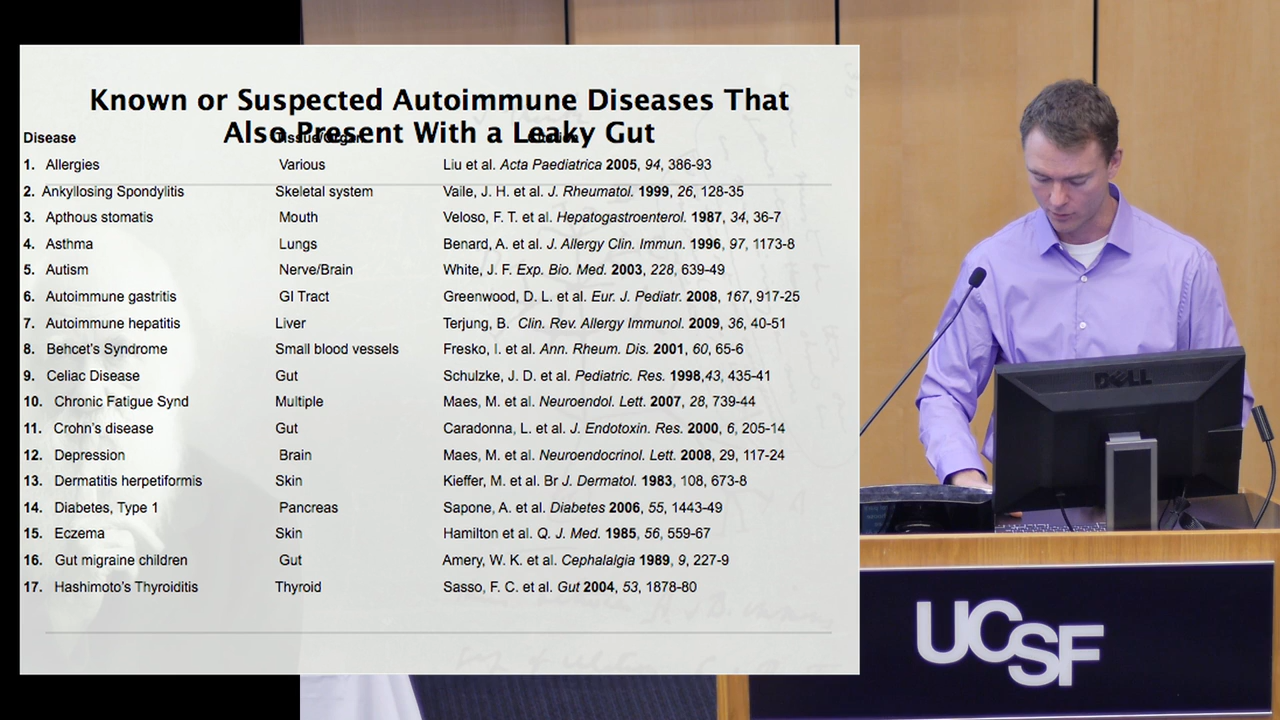 Known or Suspected Autoimmune Diseases That
Also Present With a Leaky Gut
Disease Tissue/Organ Citation
1. Allergies Various Liu et al. Acta Paediatrica 2005, 94, 386-93
2. Ankyllosing Spondylitis Skeletal system Vaile, J. H. et al. J. Rheumatol. 1999, 26, 128-35
3. Apthous stomatis Mouth Veloso, F. T. et al. Hepatogastroenterol. 1987, 34, 36-7
4. Asthma Lungs Benard, A. et al. J. Allergy Clin. Immun. 1996, 97, 1173-8
5. Autism Nerve/Brain White, J. F. Exp. Bio. Med. 2003, 228, 639-49
6. Autoimmune gastritis GI Tract Greenwood, D. L. et al. Eur. J. Pediatr. 2008, 167, 917-25
7. Autoimmune hepatitis Liver Terjung, B. Clin. Rev. Allergy Immunol. 2009, 36, 40-51
8. Behcet's Syndrome Small blood vessels Fresko, I. et al. Ann. Rheum. Dis. 2001, 60, 65-6
9. Celiac Disease Gut Schulzke, J. D. et al. Pediatric. Res. 1998,43, 435-41
10. Chronic Fatigue Synd Multiple Maes, M. et al. Neuroendol. Lett. 2007, 28, 739-44
11. Crohn's disease Gut Caradonna, L. et al. J. Endotoxin. Res. 2000, 6, 205-14
12. Depression Brain Maes, M. et al. Neuroendocrinol. Lett. 2008, 29, 117-24
13. Dermatitis herpetiformis Skin Kieffer, M. et al. Br J. Dermatol. 1983, 108, 673-8
14. Diabetes, Type 1 Pancreas Sapone, A. et al. Diabetes 2006, 55, 1443-49
15. Eczema Skin Hamilton et al. Q. J. Med. 1985, 56, 559-67
16. Gut migraine children Gut Amery, W. K. et al. Cephalalgia 1989, 9, 227-9
17. Hashimoto's Thyroiditis Thyroid Sasso, F. C. et al. Gut 2004, 53, 1878-80
DELL
UCSF